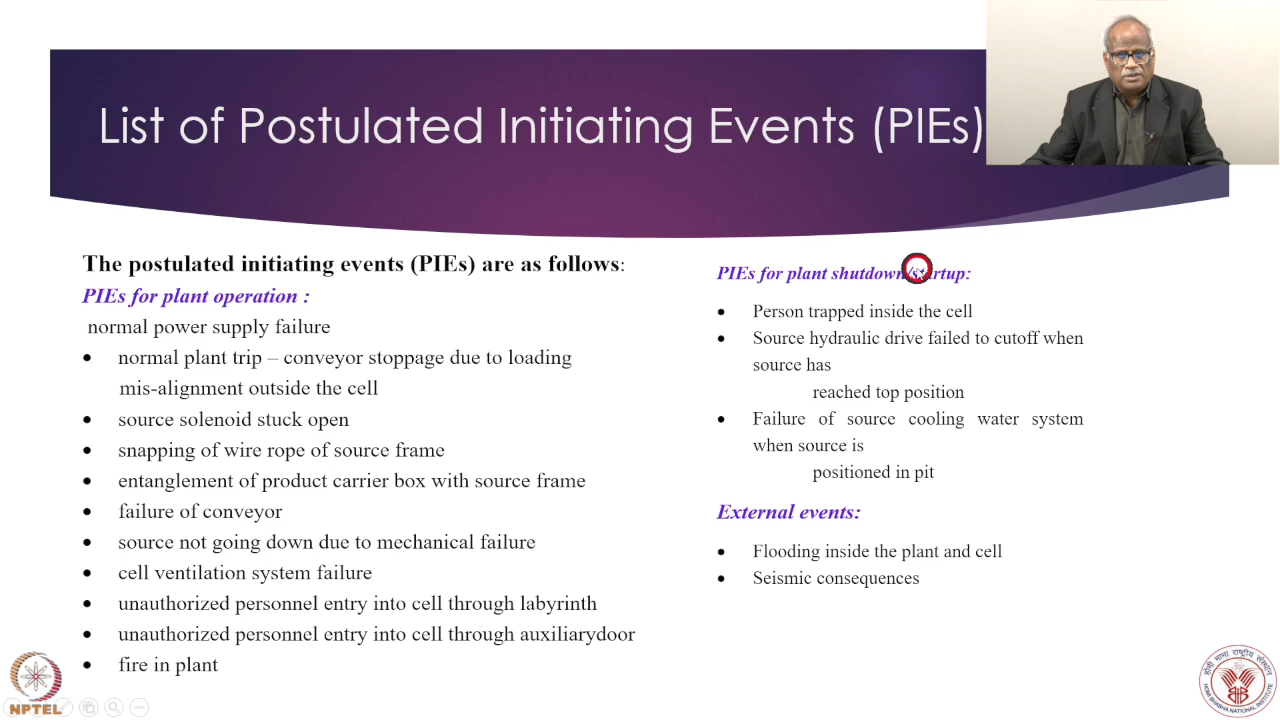 List of Postulated Initiating Events (PIEs)
The postulated initiating events (PIEs) are as follows:
PIEs for plant operation :
normal power supply failure
• normal plant trip – conveyor stoppage due to loading
mis-alignment outside the cell
• source solenoid stuck open
• snapping of wire rope of source frame
• entanglement of product carrier box with source frame
• failure of conveyor
• source not going down due to mechanical failure
• cell ventilation system failure
• unauthorized personnel entry into cell through labyrinth
• unauthorized personnel entry into cell through auxiliarydoor
• fire in plant
PIEs for plant shutdown/startup:
• Person trapped inside the cell
• Source hydraulic drive failed to cutoff when
source has
reached top position
• Failure of source cooling water system
when source is
positioned in pit
External events:
• Flooding inside the plant and cell
• Seismic consequences
NPTEL
होमी भाभा राष्ट्रीय संस्थान
HOMI BHABHA NATIONAL INSTITUTE